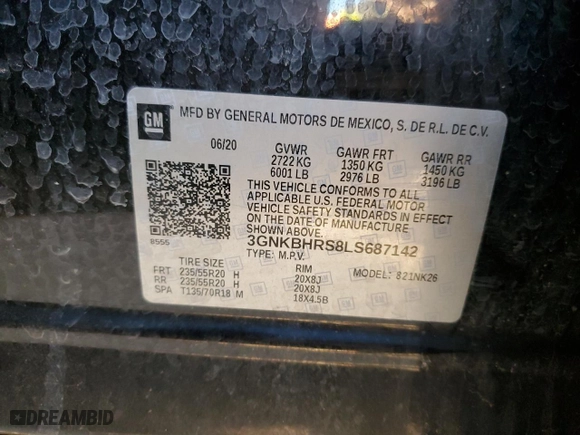 GM
MFD BY GENERAL MOTORS DE MEXICO, S. DE R.L. DE C.V.
06/20
GVWR
2722 KG
6001 LB
GAWR FRT
1350 KG
2976 LB
GAWR RR
1450 KG
3196 LB
THIS VEHICLE CONFORMS TO ALL
APPLICABLE U.S. FEDERAL MOTOR
VEHICLE SAFETY STANDARDS IN EFFECT
ON THE DATE OF MANUFACTURE
SHOWN ABOVE.
3GNKBHRS8LS687142
TYPE: M.P.V.
8555
TIRE SIZE
RIM
MODEL: 821NK26
FRT 235/55R20 H 20X8J
RR 235/55R20 H 20X8J
SPA T135/70R18 M 18X4.5B
DREAMBID